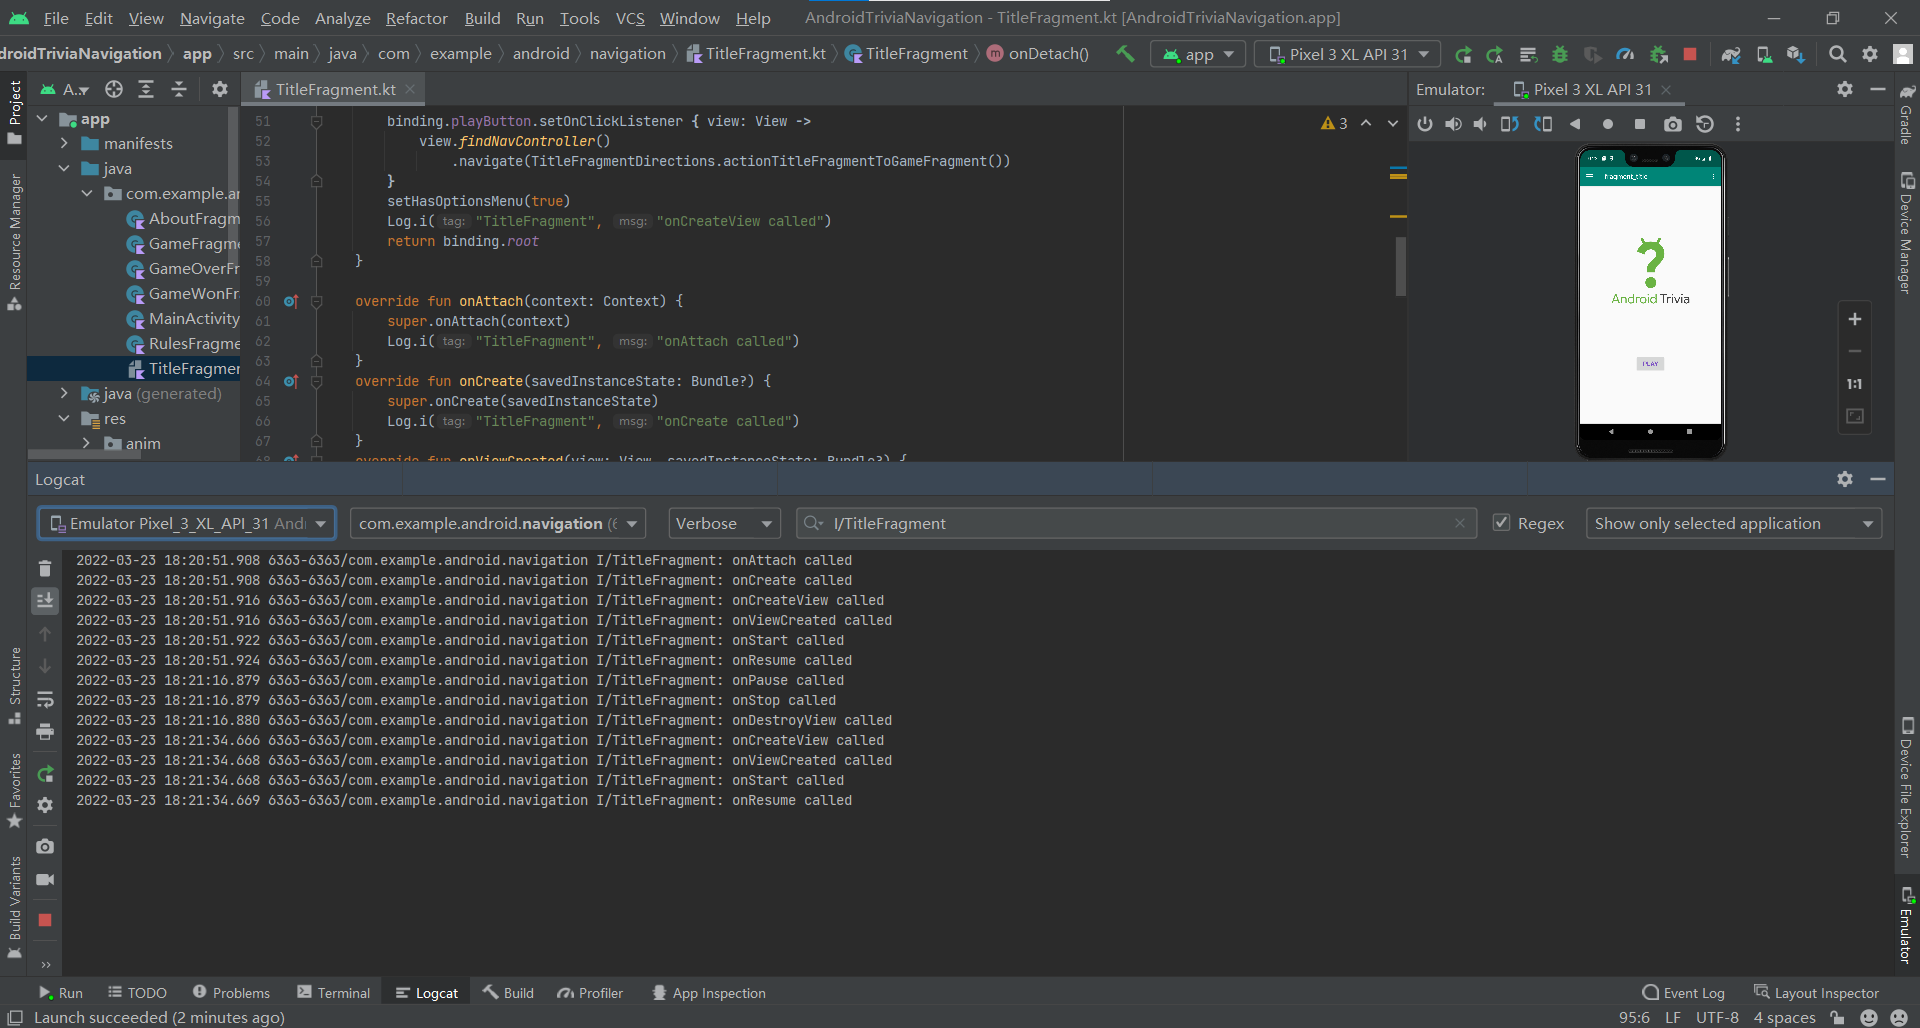 File Edit View Navigate Code Analyze Refactor Build Run Tools VCS Window Help AndroidTriviaNavigation - TitleFragment.kt [AndroidTriviaNavigation.app]
droidTriviaNavigation app src main java com example android navigation TitleFragment.kt TitleFragment onDetach() app Pixel 3 XL API 31
A.. TitleFragment.kt
Emulator: Pixel 3 XL API 31
Project
Resource Manager
Structure
Favorites
Build Variants
app
manifests
java
com.example.ar
AboutFragm
GameFragme
GameOverFr
GameWonFra
MainActivity
RulesFragme
TitleFragmer
java (generated)
res
anim
51 binding.playButton.setOnClickListener { view: View ->
52 view.findNavController()
53 .navigate(TitleFragmentDirections.actionTitleFragmentToGameFragment())
54 }
55 setHasOptionsMenu(true)
56 Log.i( tag: "TitleFragment", msg: "onCreateView called")
57 return binding.root
58 }
59
60 override fun onAttach(context: Context) {
61 super.onAttach(context)
62 Log.i( tag: "TitleFragment", msg: "onAttach called")
63 }
64 override fun onCreate(savedInstanceState: Bundle?) {
65 super.onCreate(savedInstanceState)
66 Log.i( tag: "TitleFragment", msg: "onCreate called")
67 }
68 override fun onViewCreated(view: View, savedInstanceState: Bundle?) {
3
fragment_title
Android Trivia
PLAY
1:1
Gradle
Device Manager
Device File Explorer
Emulator
Logcat
Emulator Pixel_3_XL_API_31 And com.example.android.navigation (6 Verbose I/TitleFragment Regex Show only selected application
2022-03-23 18:20:51.908 6363-6363/com.example.android.navigation I/TitleFragment: onAttach called
2022-03-23 18:20:51.908 6363-6363/com.example.android.navigation I/TitleFragment: onCreate called
2022-03-23 18:20:51.916 6363-6363/com.example.android.navigation I/TitleFragment: onCreateView called
2022-03-23 18:20:51.916 6363-6363/com.example.android.navigation I/TitleFragment: onViewCreated called
2022-03-23 18:20:51.922 6363-6363/com.example.android.navigation I/TitleFragment: onStart called
2022-03-23 18:20:51.924 6363-6363/com.example.android.navigation I/TitleFragment: onResume called
2022-03-23 18:21:16.879 6363-6363/com.example.android.navigation I/TitleFragment: onPause called
2022-03-23 18:21:16.879 6363-6363/com.example.android.navigation I/TitleFragment: onStop called
2022-03-23 18:21:16.880 6363-6363/com.example.android.navigation I/TitleFragment: onDestroyView called
2022-03-23 18:21:34.666 6363-6363/com.example.android.navigation I/TitleFragment: onCreateView called
2022-03-23 18:21:34.668 6363-6363/com.example.android.navigation I/TitleFragment: onViewCreated called
2022-03-23 18:21:34.668 6363-6363/com.example.android.navigation I/TitleFragment: onStart called
2022-03-23 18:21:34.669 6363-6363/com.example.android.navigation I/TitleFragment: onResume called
Run TODO Problems Terminal Logcat Build Profiler App Inspection Event Log Layout Inspector
Launch succeeded (2 minutes ago) 95:6 LF UTF-8 4 spaces